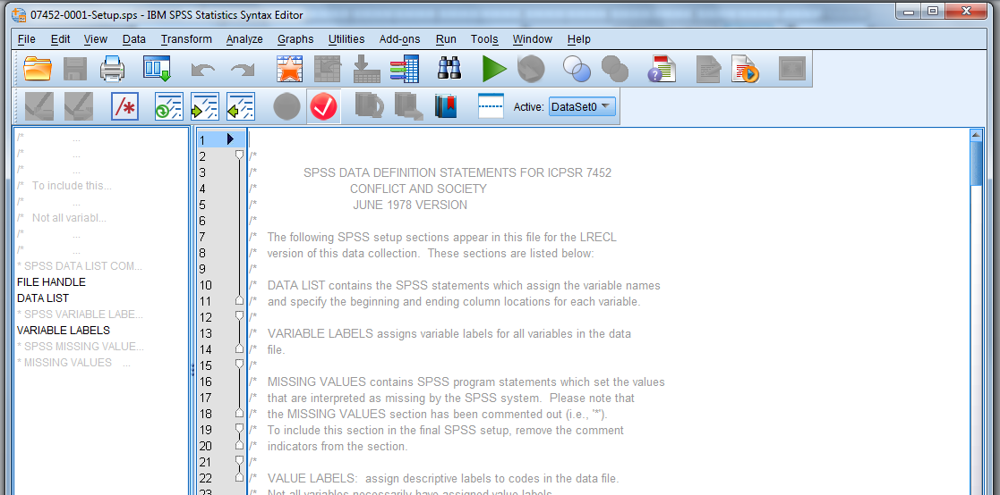 07452-0001-Setup.sps - IBM SPSS Statistics Syntax Editor
File Edit View Data Transform Analyze Graphs Utilities Add-ons Run Tools Window Help
/* Active: DataSet0
/* ...
/* ...
/* ...
/* To include this...
/* ...
/* Not all variabl...
/* ...
/* ...
* SPSS DATA LIST COM...
FILE HANDLE
DATA LIST
* SPSS VARIABLE LABE...
VARIABLE LABELS
* SPSS MISSING VALUE...
* MISSING VALUES ...
1
2 /*
3 /* SPSS DATA DEFINITION STATEMENTS FOR ICPSR 7452
4 /* CONFLICT AND SOCIETY
5 /* JUNE 1978 VERSION
6 /*
7 /* The following SPSS setup sections appear in this file for the LRECL
8 /* version of this data collection. These sections are listed below:
9 /*
10 /* DATA LIST contains the SPSS statements which assign the variable names
11 /* and specify the beginning and ending column locations for each variable.
12 /*
13 /* VARIABLE LABELS assigns variable labels for all variables in the data
14 /* file.
15 /*
16 /* MISSING VALUES contains SPSS program statements which set the values
17 /* that are interpreted as missing by the SPSS system. Please note that
18 /* the MISSING VALUES section has been commented out (i.e., '*').
19 /* To include this section in the final SPSS setup, remove the comment
20 /* indicators from the section.
21 /*
22 /* VALUE LABELS: assign descriptive labels to codes in the data file.
23 /* Not all variables necessarily have assigned value labels.